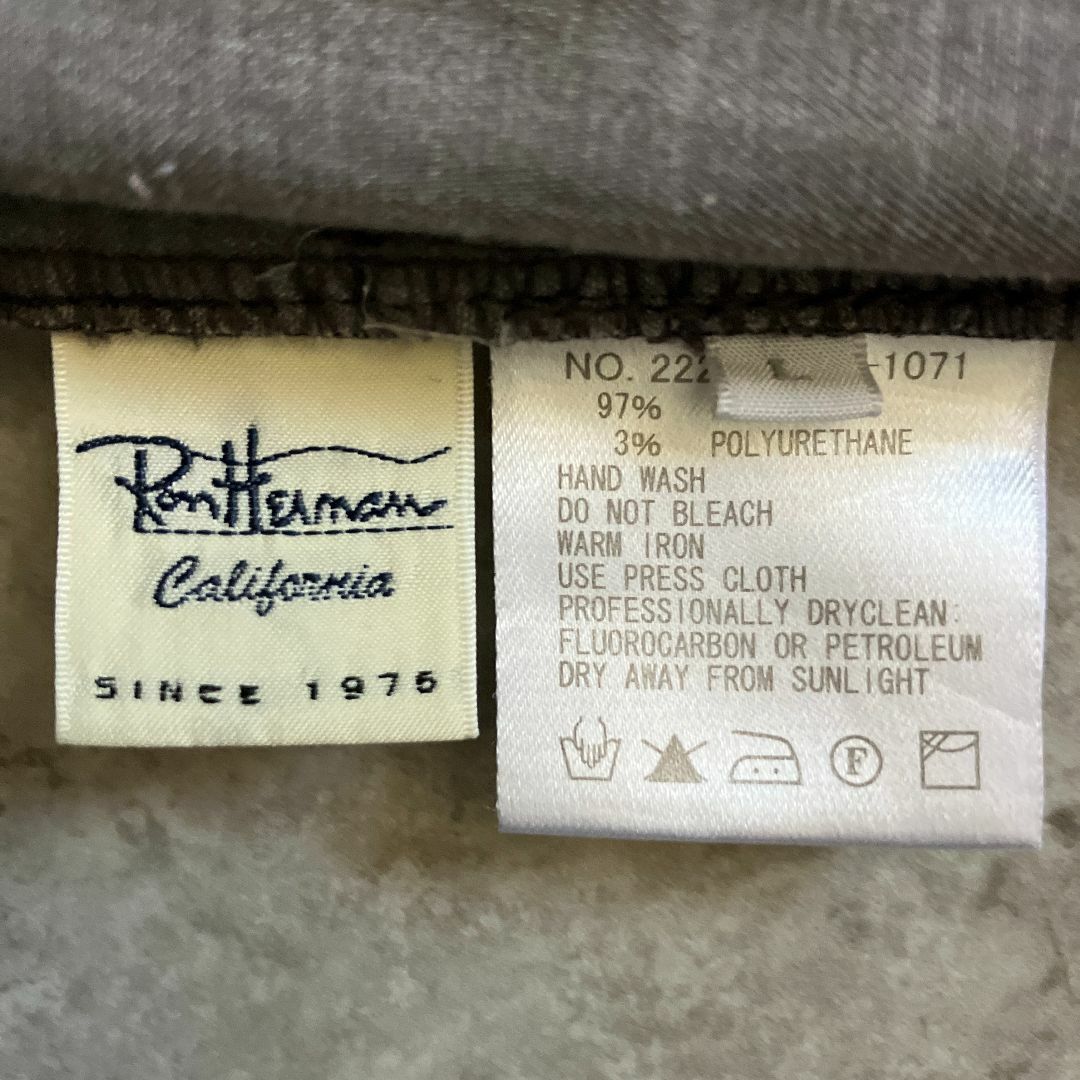 Ron Herman
California
SINCE 1976
NO. 222 L -1071
97%
3% POLYURETHANE
HAND WASH
DO NOT BLEACH
WARM IRON
USE PRESS CLOTH
PROFESSIONALLY DRYCLEAN:
FLUOROCARBON OR PETROLEUM
DRY AWAY FROM SUNLIGHT
F